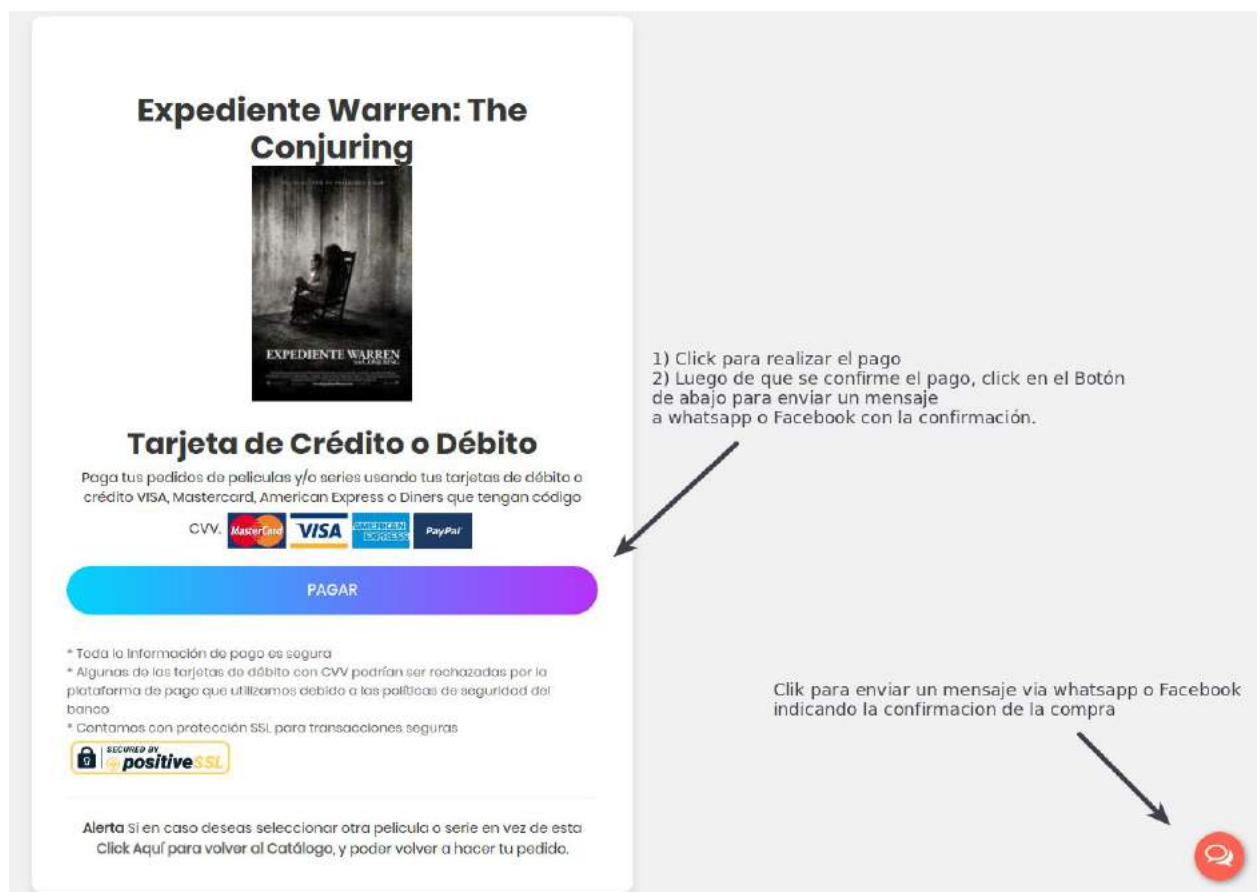 Expediente Warren: The
Conjuring
EXPEDIENTE WARREN
THE CONJURING
Tarjeta de Crédito o Débito
Paga tus pedidos de peliculas y/o series usando tus tarjetas de débito o
crédito VISA, Mastercard, American Express o Diners que tengan código
CVV. MasterCard VISA AMERICAN EXPRESS PayPal
PAGAR
* Toda la Información de pago es segura
* Algunas de las tarjetas de débito con CVV podrían ser rechazadas por la
plataforma de pago que utilizamos debido a las políticas de seguridad del
banco
* Contamos con protección SSL para transacciones seguras
SECURED BY
positiveSSL
Alerta Si en caso deseas seleccionar otra pelicula o serie en vez de esta
Click Aquí para volver al Catálogo, y poder volver a hacer tu pedido.
1) Click para realizar el pago
2) Luego de que se confirme el pago, click en el Botón
de abajo para enviar un mensaje
a whatsapp o Facebook con la confirmación.
Clik para enviar un mensaje via whatsapp o Facebook
indicando la confirmacion de la compra